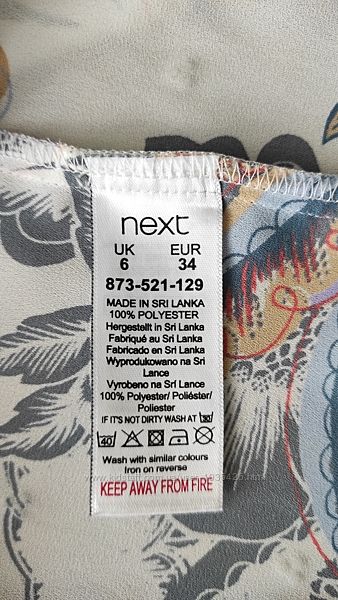 next
UK EUR
6 34
873-521-129
MADE IN SRI LANKA
100% POLYESTER
Hergestellt in Sri Lanka
Fabriqué au Sri Lanka
Fabricado en Sri Lanka
Wyprodukowano na Sri
Lance
Vyrobeno na Srí Lance
100% Polyester/Poliéster/
Poliester
IF IT'S NOT DIRTY WASH AT 30
40
Wash with similar colours
Iron on reverse
KEEP AWAY FROM FIRE